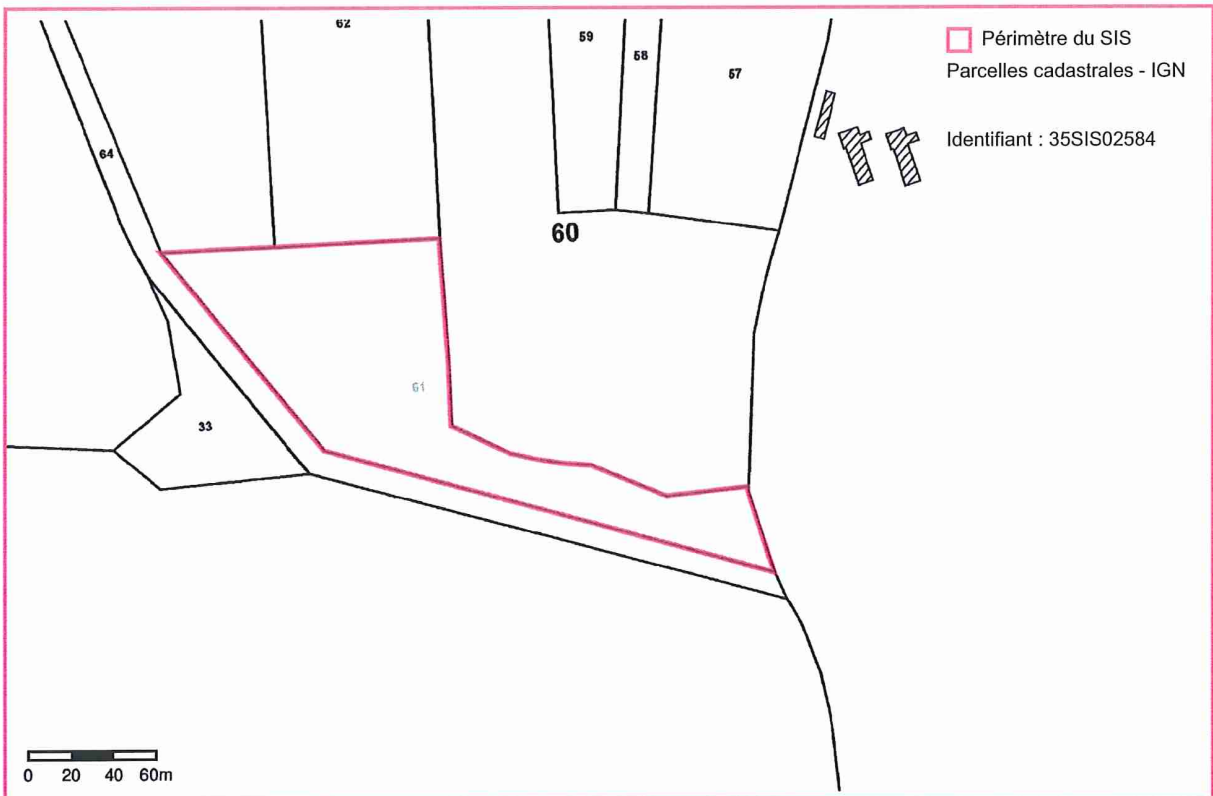 62
59
58
57
Périmètre du SIS
Parcelles cadastrales - IGN
Identifiant : 35SIS02584
64
60
61
33
0 20 40 60m